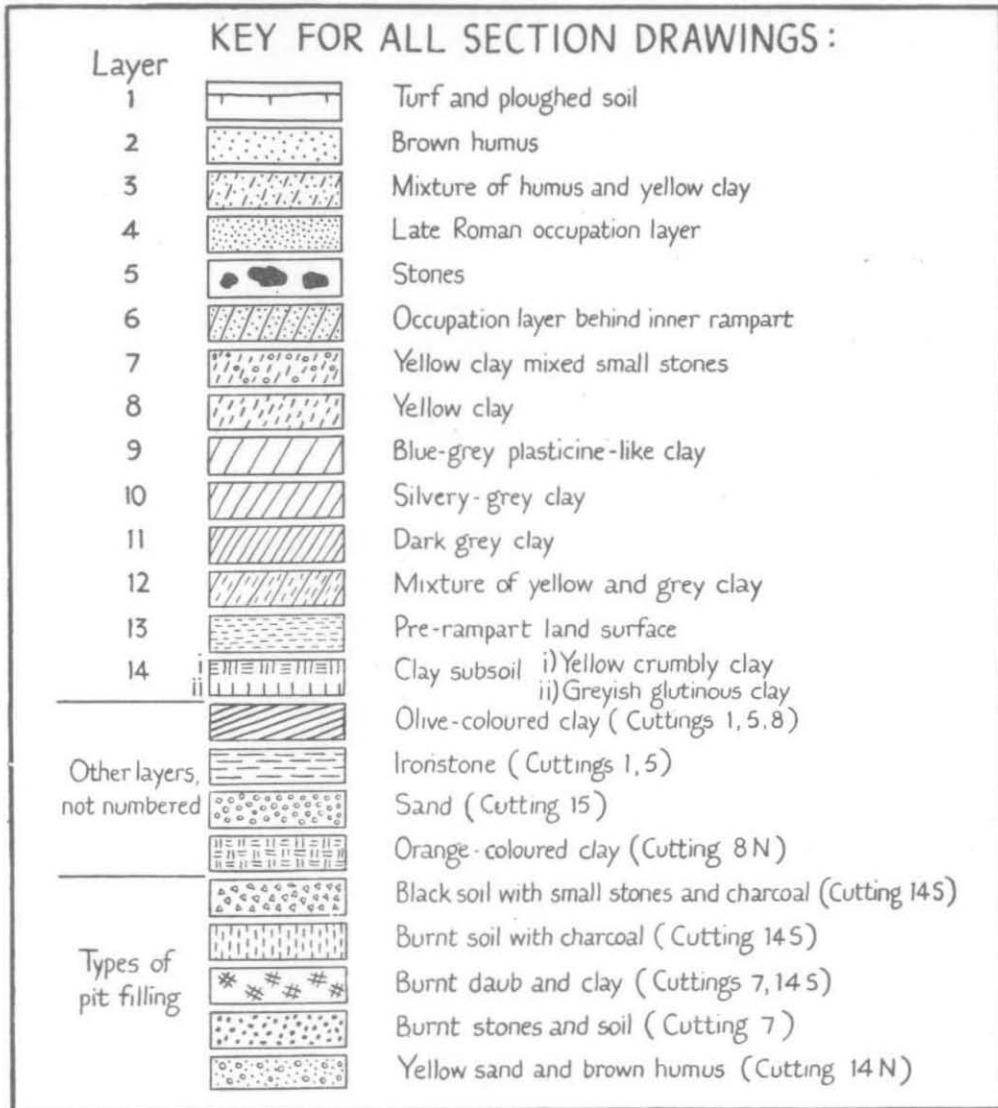 KEY FOR ALL SECTION DRAWINGS:
Layer
1 Turf and ploughed soil
2 Brown humus
3 Mixture of humus and yellow clay
4 Late Roman occupation layer
5 Stones
6 Occupation layer behind inner rampart
7 Yellow clay mixed small stones
8 Yellow clay
9 Blue-grey plasticine-like clay
10 Silvery-grey clay
11 Dark grey clay
12 Mixture of yellow and grey clay
13 Pre-rampart land surface
14 i Clay subsoil i) Yellow crumbly clay
ii ii) Greyish glutinous clay
Olive-coloured clay (Cuttings 1, 5, 8)
Other layers, Ironstone (Cuttings 1, 5)
not numbered Sand (Cutting 15)
Orange-coloured clay (Cutting 8N)
Black soil with small stones and charcoal (Cutting 14S)
Burnt soil with charcoal (Cutting 14S)
Types of
pit filling Burnt daub and clay (Cuttings 7, 14S)
Burnt stones and soil (Cutting 7)
Yellow sand and brown humus (Cutting 14N)